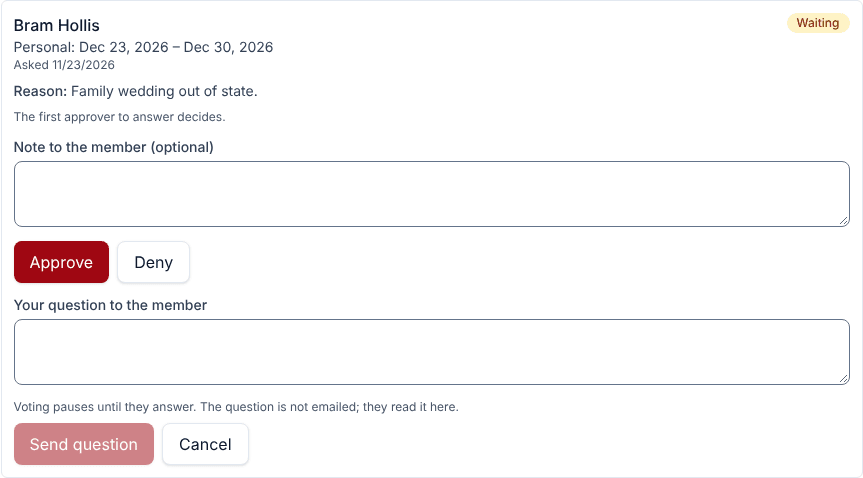 Bram Hollis
Waiting
Personal: Dec 23, 2026 – Dec 30, 2026
Asked 11/23/2026
Reason: Family wedding out of state.
The first approver to answer decides.
Note to the member (optional)
Approve
Deny
Your question to the member
Voting pauses until they answer. The question is not emailed; they read it here.
Send question
Cancel